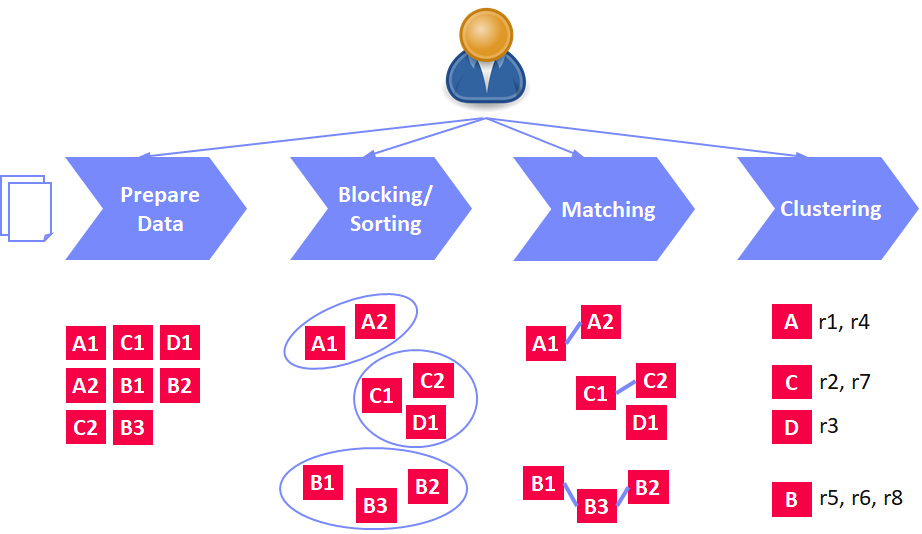 Prepare
Data
Blocking/
Sorting
Matching
Clustering
A1 C1 D1
A2 B1 B2
C2 B3
A2
A1
C2
C1
D1
B1
B2
B3
A2
A1
C2
C1
D1
B1
B2
B3
A r1, r4
C r2, r7
D r3
B r5, r6, r8